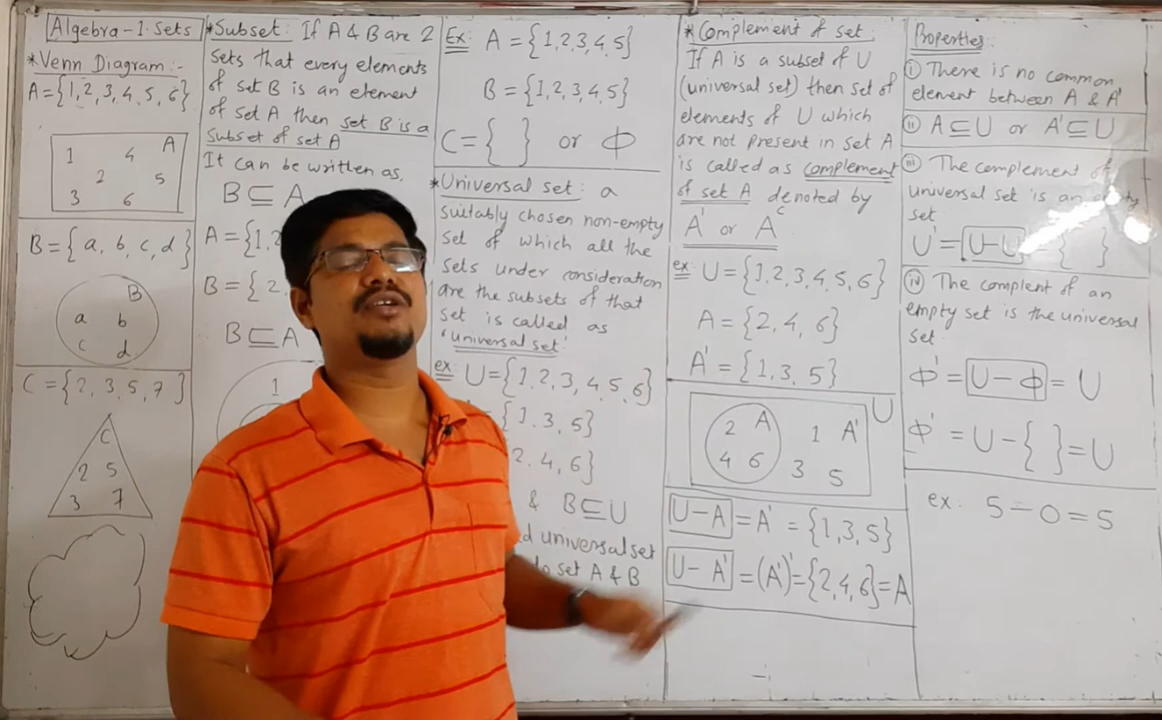 Algebra-1. Sets
*Venn Diagram:-
A={1,2,3,4,5,6}
1 4 A
2 5
3 6
B={a, b, c, d}
B
a b
c d
C={2, 3, 5, 7}
C
2 5
3 7
*Subset: If A & B are 2
sets that every elements
of set B is an element
of set A then set B is a
subset of set A
It can be written as,
B⊆A
A={1,2
B={2,
B⊆A
1
Ex: A={1,2,3,4,5}
B={1,2,3,4,5}
C={ } or Φ
*Universal set: a
suitably chosen non-empty
set of which all the
sets under consideration
are the subsets of that
set is called as
'universal set'
ex: U={1,2,3,4,5,6}
{1,3,5}
2,4,6}
& B⊆U
universal set
set A & B
*Complement of set:
If A is a subset of U
(universal set) then set of
elements of U which
are not present in set A
is called as complement
of set A denoted by
A' or Aᶜ
ex: U={1,2,3,4,5,6}
A={2,4,6}
A'={1,3,5}
U
2 A 1 A'
4 6 3 5
U-A = A' = {1,3,5}
U-A' = (A')'={2,4,6}=A
Properties:
i) There is no common
element between A & A'
ii) A⊆U or A'⊆U
iii) The complement of
universal set is an
set
U'=U-U { }
iv) The complent of an
empty set is the universal
set
Φ'=U-Φ=U
Φ'=U-{ }=U
ex. 5-0=5